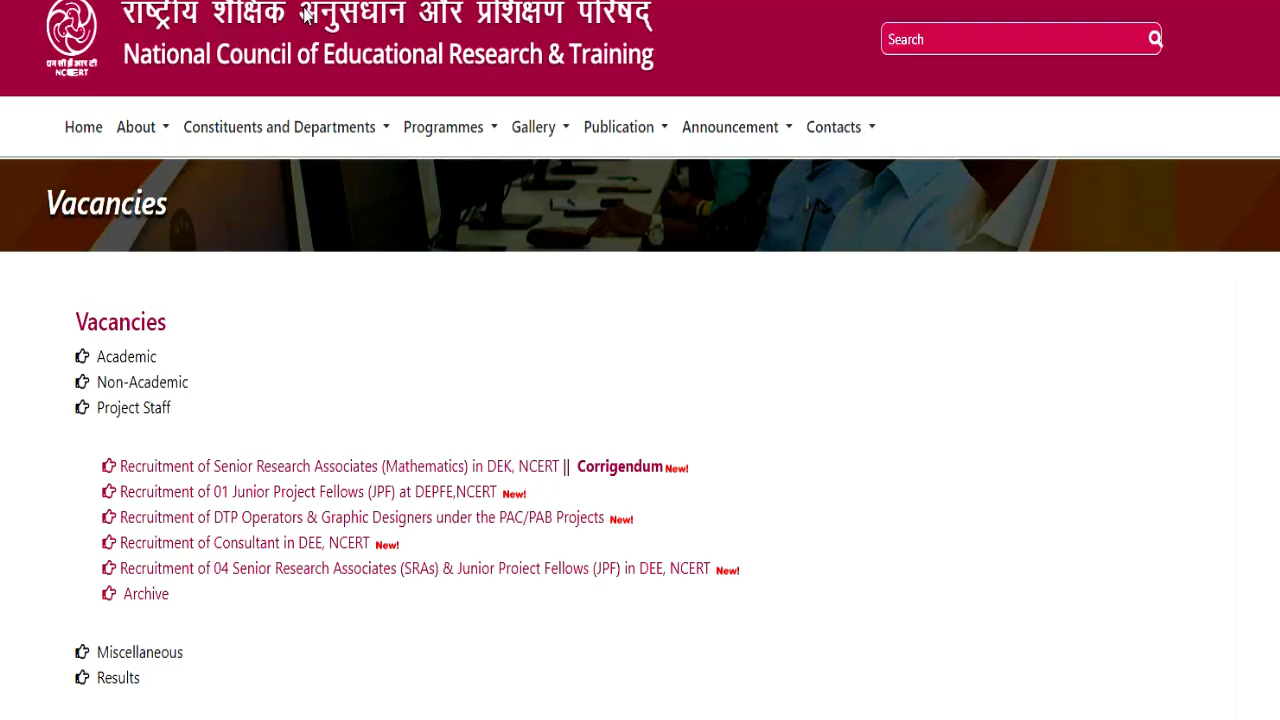 राष्ट्रीय शैक्षिक अनुसंधान और प्रशिक्षण परिषद्
National Council of Educational Research & Training
एन सी ई आर टी
NCERT
Search
Home About Constituents and Departments Programmes Gallery Publication Announcement Contacts
Vacancies
Vacancies
Academic
Non-Academic
Project Staff
Recruitment of Senior Research Associates (Mathematics) in DEK, NCERT || Corrigendum New!
Recruitment of 01 Junior Project Fellows (JPF) at DEPFE,NCERT New!
Recruitment of DTP Operators & Graphic Designers under the PAC/PAB Projects New!
Recruitment of Consultant in DEE, NCERT New!
Recruitment of 04 Senior Research Associates (SRAs) & Junior Project Fellows (JPF) in DEE, NCERT New!
Archive
Miscellaneous
Results